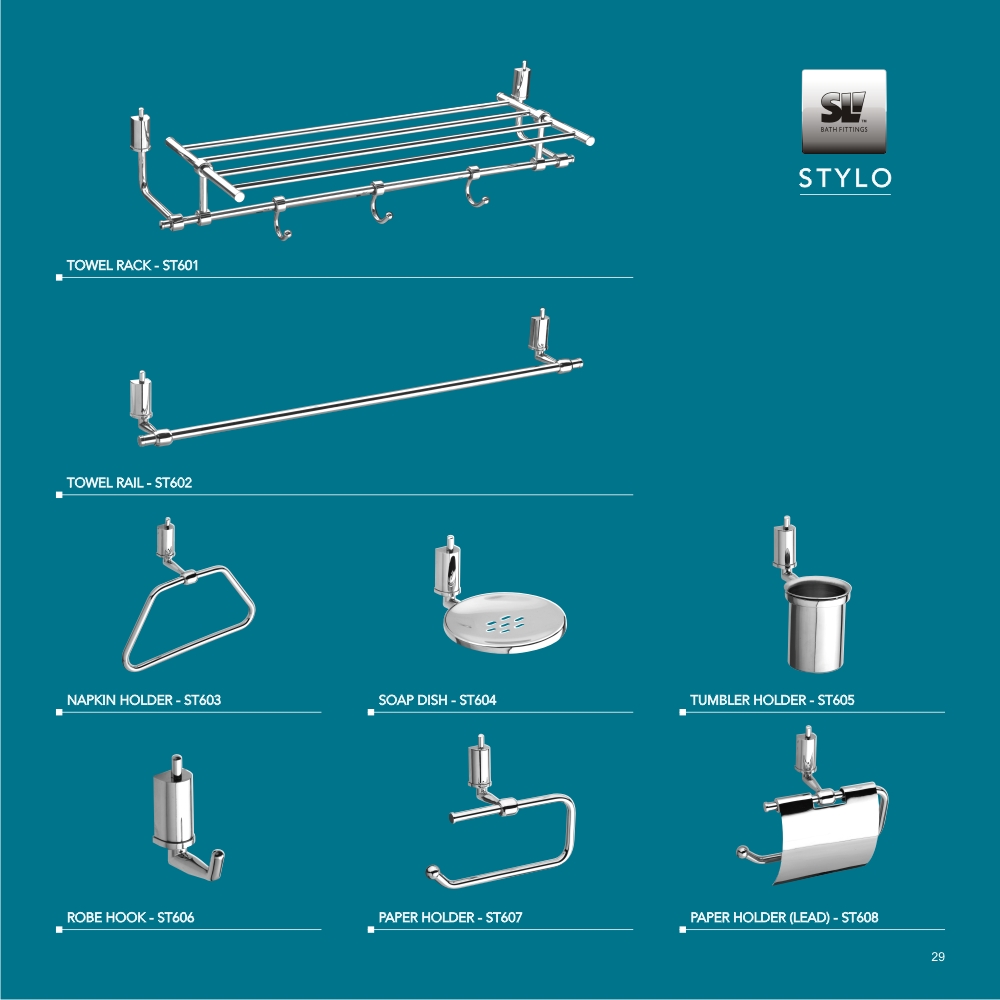 SL
™
BATH FITTINGS
STYLO
TOWEL RACK - ST601
TOWEL RAIL - ST602
NAPKIN HOLDER - ST603
SOAP DISH - ST604
TUMBLER HOLDER - ST605
ROBE HOOK - ST606
PAPER HOLDER - ST607
PAPER HOLDER (LEAD) - ST608
29